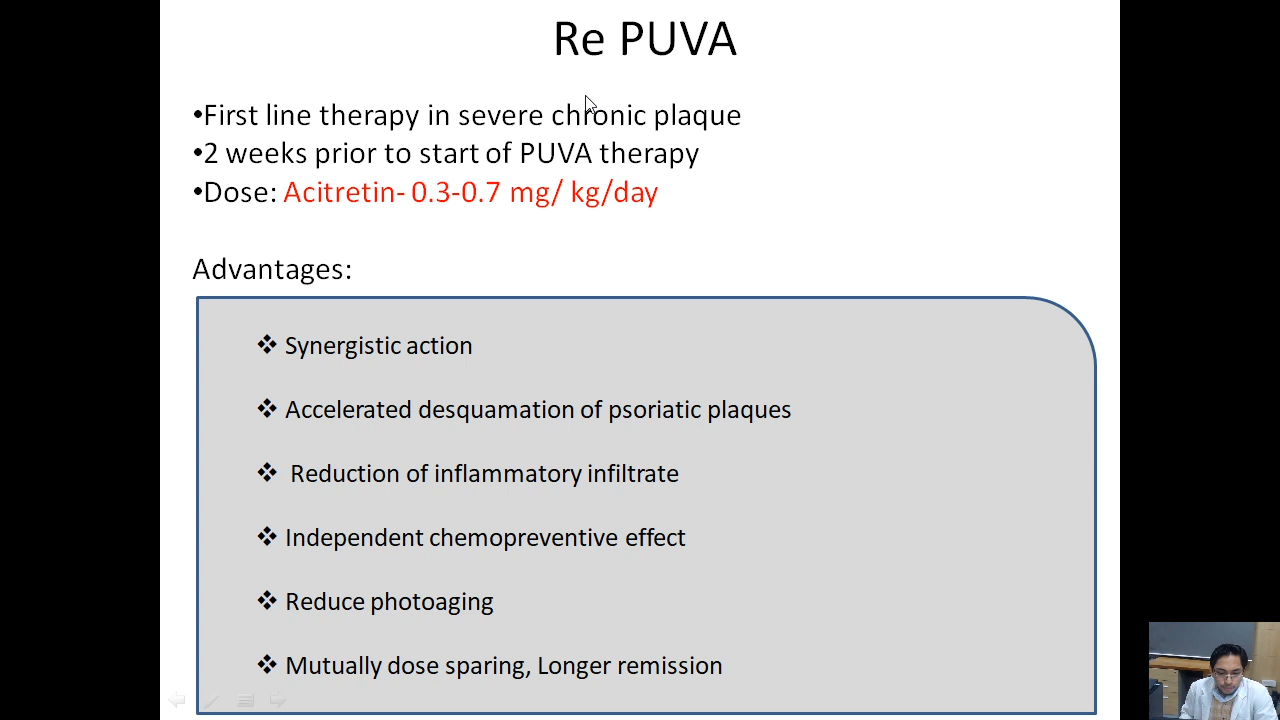 Re PUVA
•First line therapy in severe chronic plaque
•2 weeks prior to start of PUVA therapy
•Dose: Acitretin- 0.3-0.7 mg/ kg/day
Advantages:
❖ Synergistic action
❖ Accelerated desquamation of psoriatic plaques
❖ Reduction of inflammatory infiltrate
❖ Independent chemopreventive effect
❖ Reduce photoaging
❖ Mutually dose sparing, Longer remission